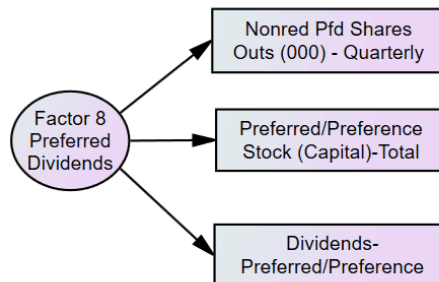 Nonred Pfd Shares
Outs (000) - Quarterly
Factor 8
Preferred
Dividends
Preferred/Preference
Stock (Capital)-Total
Dividends-
Preferred/Preference